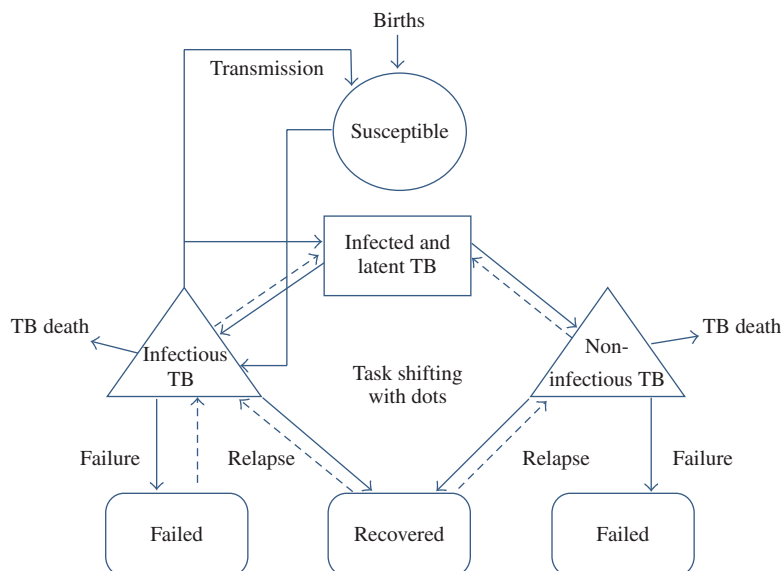 Births
Transmission
Susceptible
Infected and
latent TB
TB death
Infectious
TB
Task shifting
with dots
Non-
infectious TB
TB death
Failure
Relapse
Relapse
Failure
Failed
Recovered
Failed